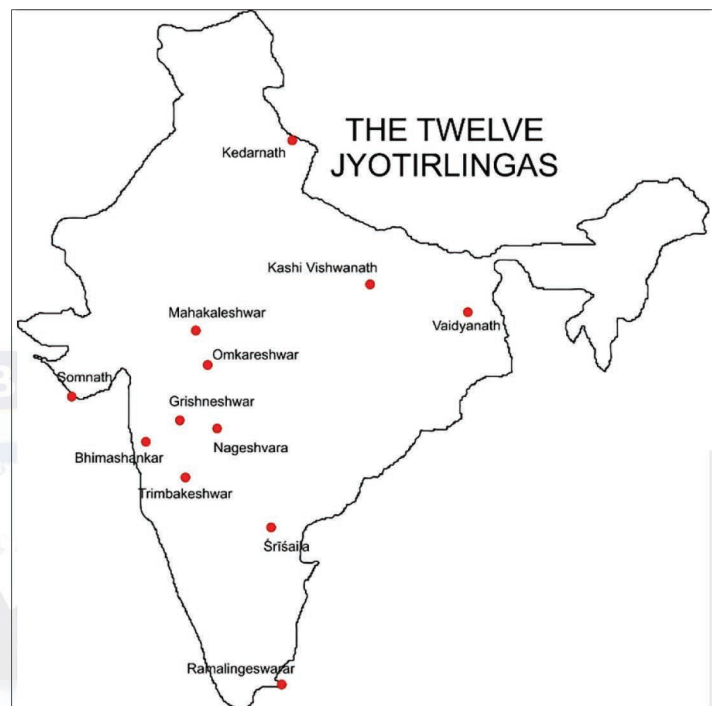 THE TWELVE
JYOTIRLINGAS
Kedarnath
Kashi Vishwanath
Vaidyanath
Mahakaleshwar
Omkareshwar
Somnath
Grishneshwar
Nageshvara
Bhimashankar
Trimbakeshwar
Śrīśaila
Ramalingeswarar